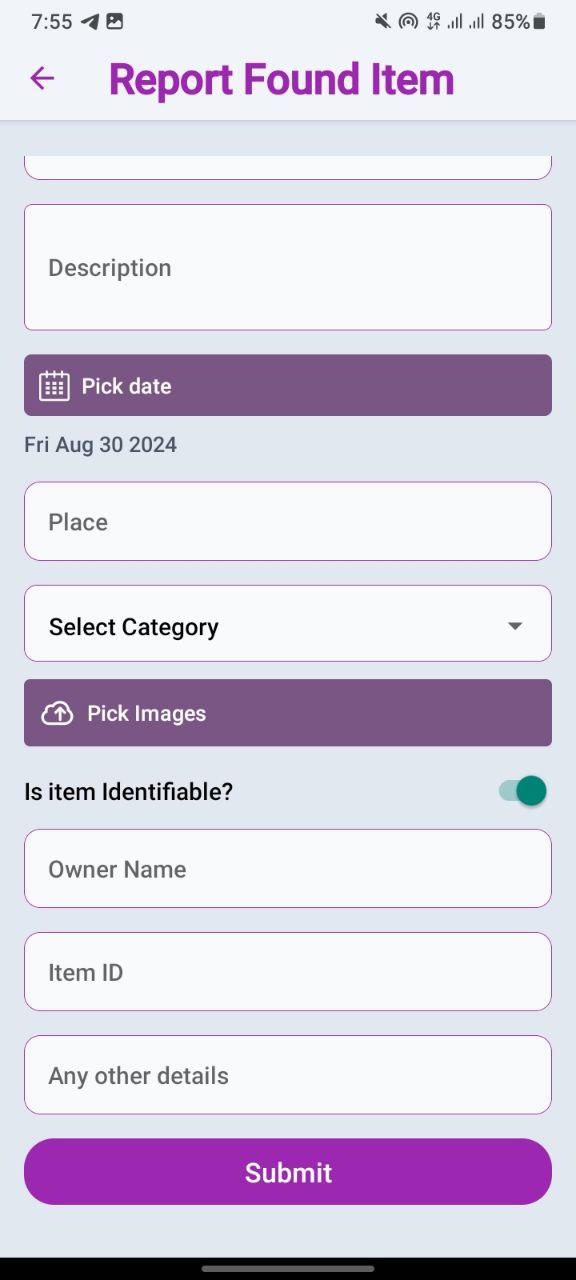 7:55 4G 85%
Report Found Item
Description
Pick date
Fri Aug 30 2024
Place
Select Category
Pick Images
Is item Identifiable?
Owner Name
Item ID
Any other details
Submit